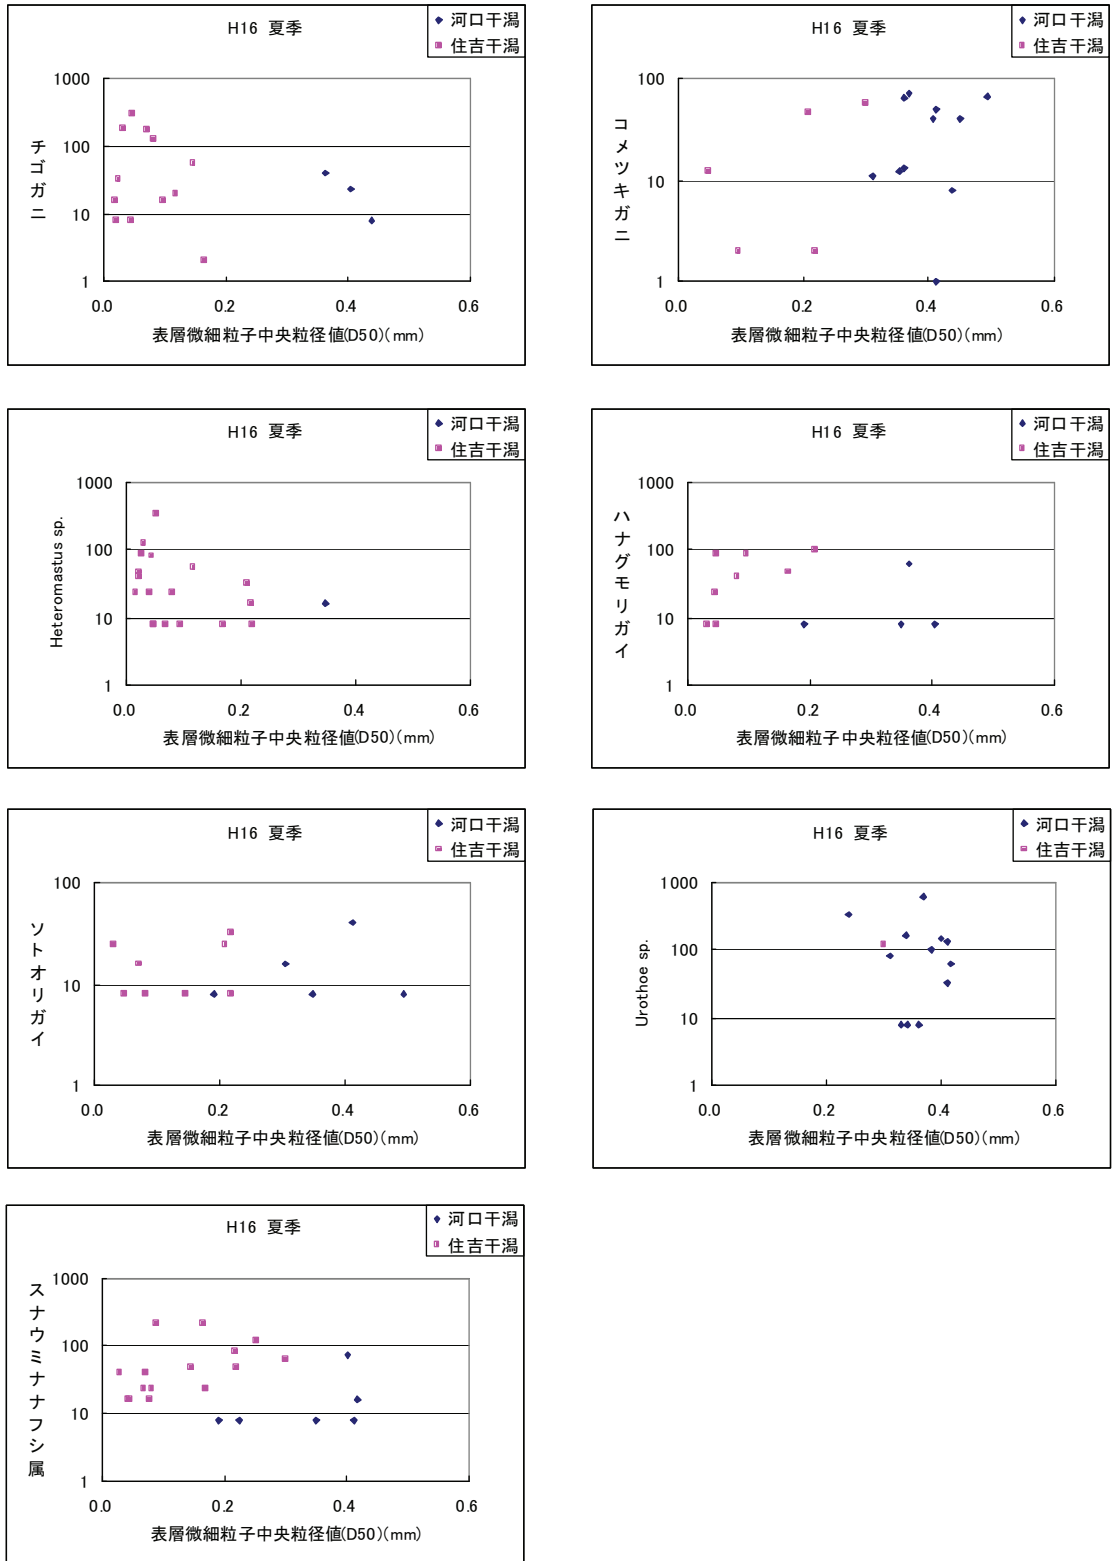 H16 夏季
河口干潟
住吉干潟
チゴガニ
1000
100
10
1
0.0 0.2 0.4 0.6
表層微細粒子中央粒径値(D50)(mm)
H16 夏季
河口干潟
住吉干潟
コメツキガニ
100
10
1
0.0 0.2 0.4 0.6
表層微細粒子中央粒径値(D50)(mm)
H16 夏季
河口干潟
住吉干潟
Heteromastus sp.
1000
100
10
1
0.0 0.2 0.4 0.6
表層微細粒子中央粒径値(D50)(mm)
H16 夏季
河口干潟
住吉干潟
ハナグモリガイ
1000
100
10
1
0.0 0.2 0.4 0.6
表層微細粒子中央粒径値(D50)(mm)
H16 夏季
河口干潟
住吉干潟
ソトオリガイ
100
10
1
0.0 0.2 0.4 0.6
表層微細粒子中央粒径値(D50)(mm)
H16 夏季
河口干潟
住吉干潟
Urothoe sp.
1000
100
10
1
0.0 0.2 0.4 0.6
表層微細粒子中央粒径値(D50)(mm)
H16 夏季
河口干潟
住吉干潟
スナウミナナフシ属
1000
100
10
1
0.0 0.2 0.4 0.6
表層微細粒子中央粒径値(D50)(mm)